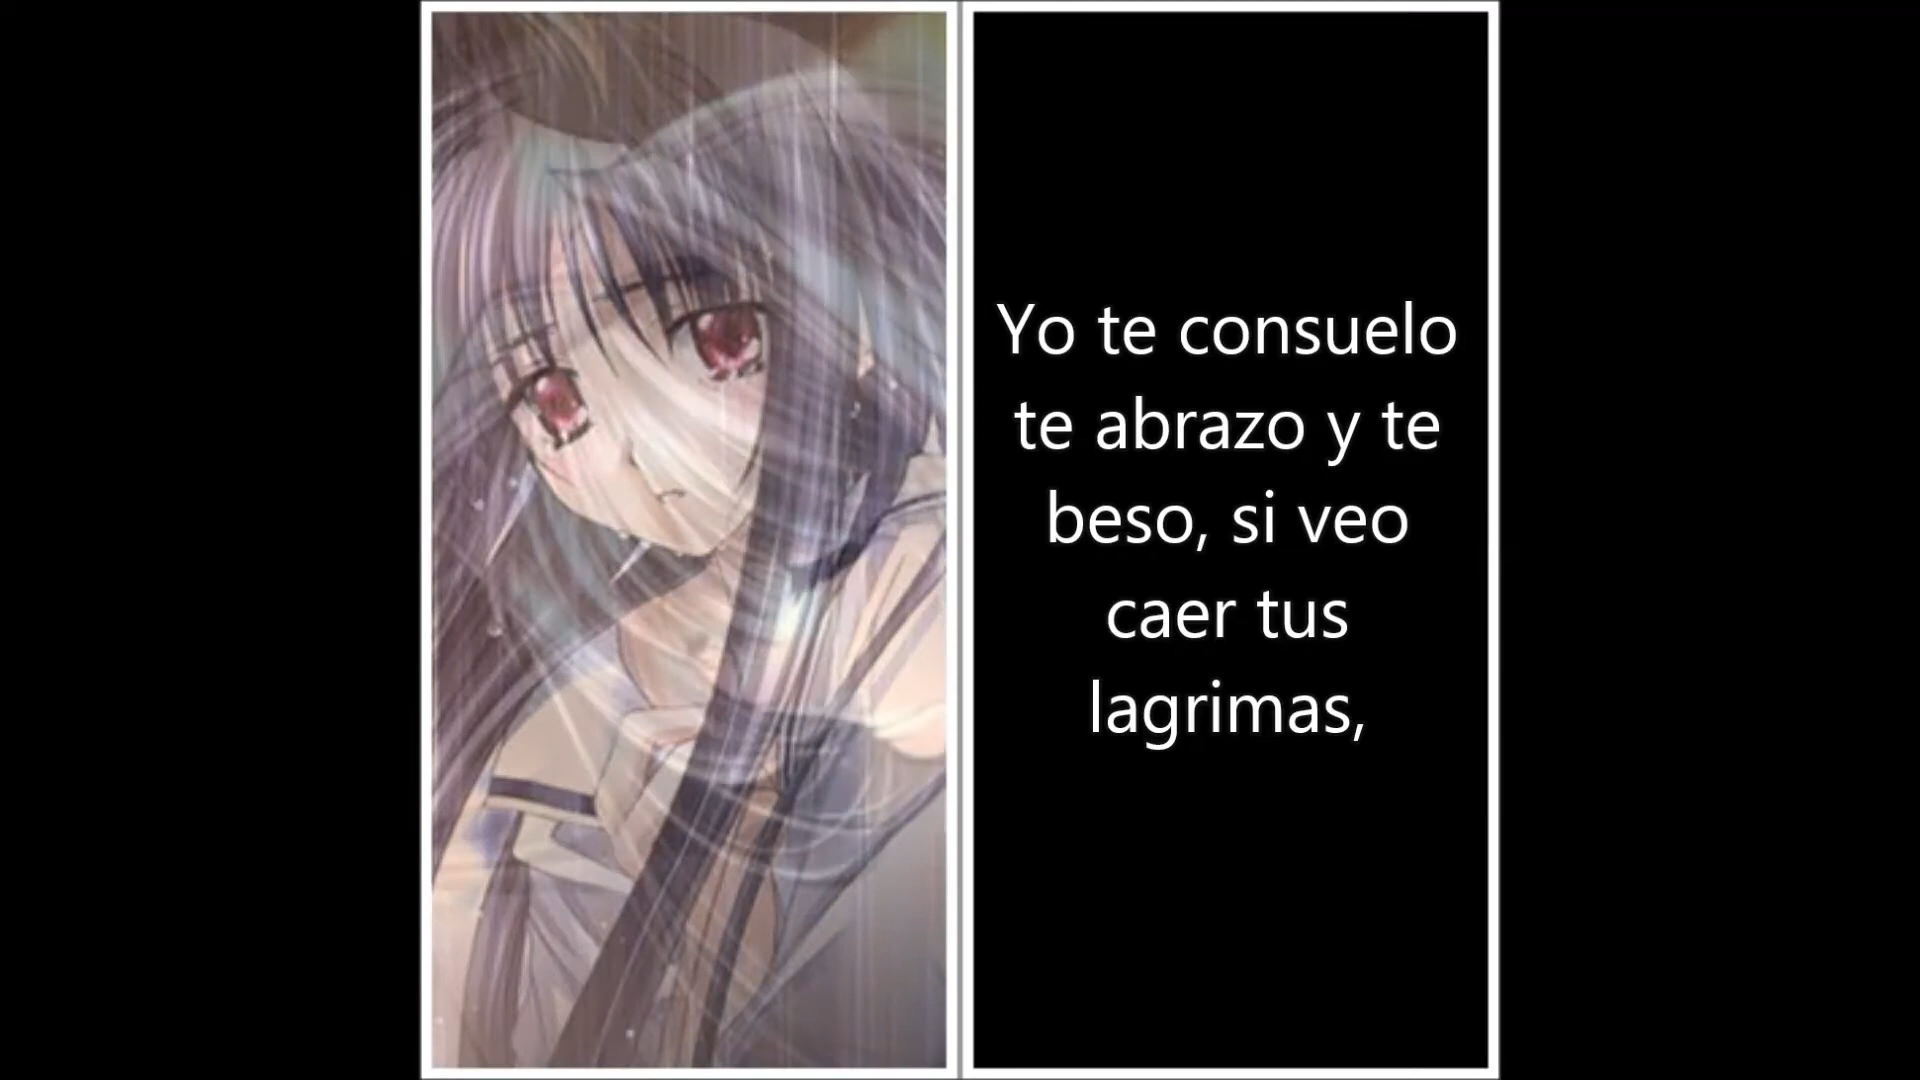 Yo te consuelo
te abrazo y te
beso, si veo
caer tus
lagrimas,